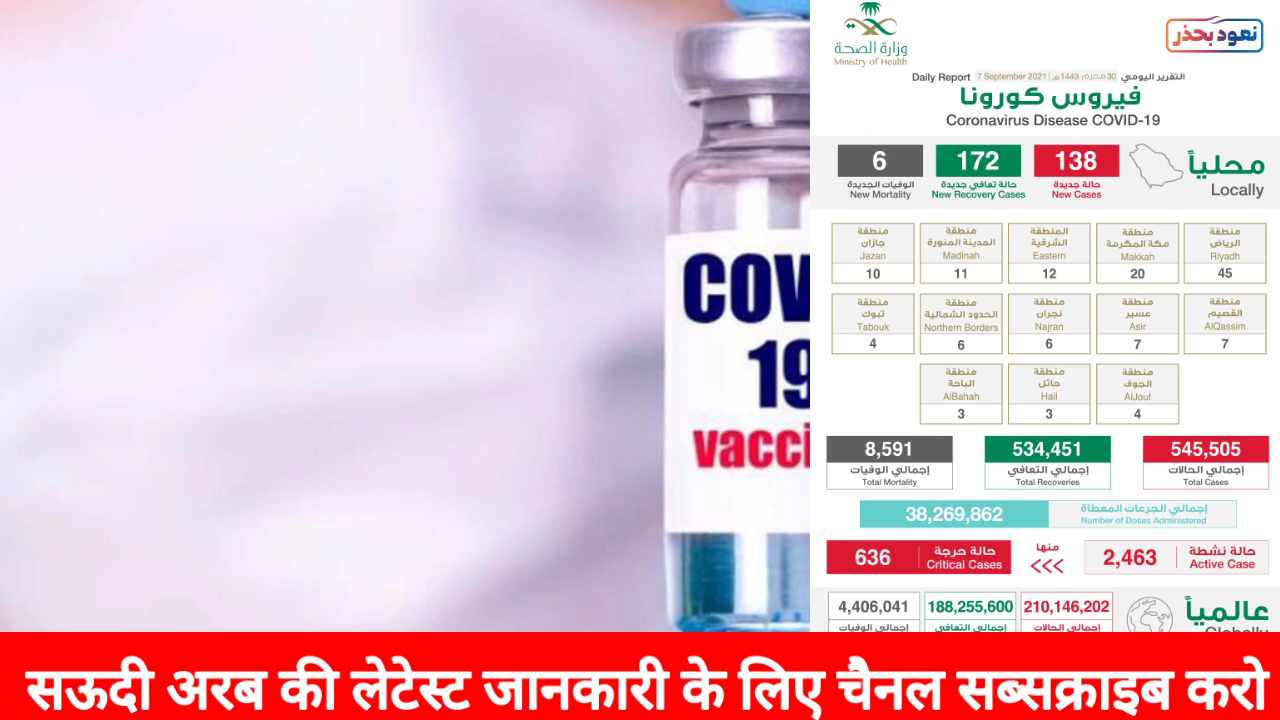 COV
19
vacci
وزارة الصحة
Ministry of Health
نعود بحذر
Daily Report 7 September 2021 | 30 محرم 1443 هـ التقرير اليومي
فيروس كورونا
Coronavirus Disease COVID-19
محلياً
Locally
138
حالة جديدة
New Cases
172
حالة تعافي جديدة
New Recovery Cases
6
الوفيات الجديدة
New Mortality
منطقة
الرياض
Riyadh
45
منطقة
مكة المكرمة
Makkah
20
المنطقة
الشرقية
Eastern
12
منطقة
المدينة المنورة
Madinah
11
منطقة
جازان
Jazan
10
منطقة
القصيم
AlQassim
7
منطقة
عسير
Asir
7
منطقة
نجران
Najran
6
منطقة
الحدود الشمالية
Northern Borders
6
منطقة
تبوك
Tabouk
4
منطقة
الجوف
AlJouf
4
منطقة
حائل
Hail
3
منطقة
الباحة
AlBahah
3
545,505
إجمالي الحالات
Total Cases
534,451
إجمالي التعافي
Total Recoveries
8,591
إجمالي الوفيات
Total Mortality
إجمالي الجرعات المعطاة
Number of Doses Administered
38,269,862
حالة نشطة
Active Case
2,463
منها
حالة حرجة
Critical Cases
636
عالمياً
Globally
210,146,202
إجمالي الحالات
188,255,600
إجمالي التعافي
4,406,041
إجمالي الوفيات
सऊदी अरब की लेटेस्ट जानकारी के लिए चैनल सब्सक्राइब करो